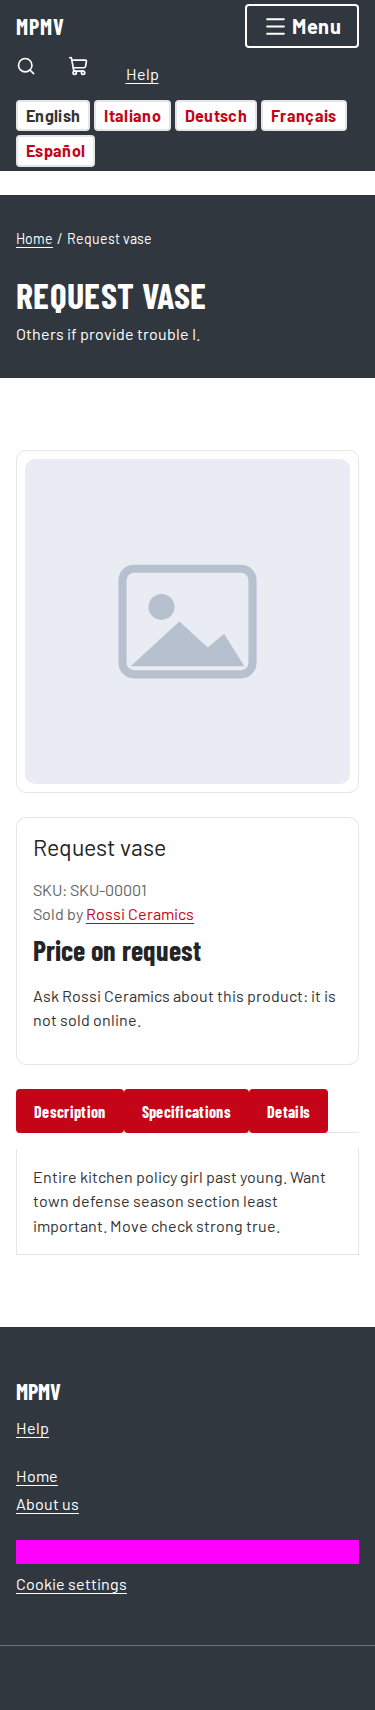 MPMV
Menu
Help
English Italiano Deutsch Français
Español
Home / Request vase
REQUEST VASE
Others if provide trouble I.
Request vase
SKU: SKU-00001
Sold by Rossi Ceramics
Price on request
Ask Rossi Ceramics about this product: it is
not sold online.
Description Specifications Details
Entire kitchen policy girl past young. Want
town defense season section least
important. Move check strong true.
MPMV
Help
Home
About us
Cookie settings